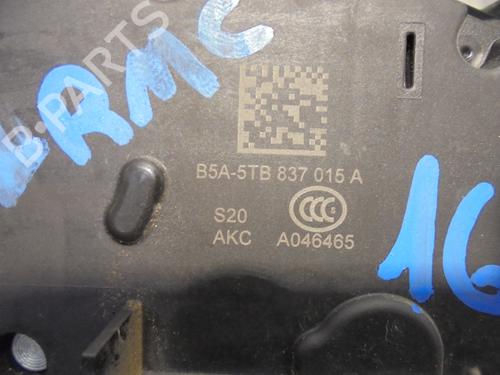 B-PARTS
RMC
B5A-5TB 837 015 A
S20
CCC
AKC A046465
16